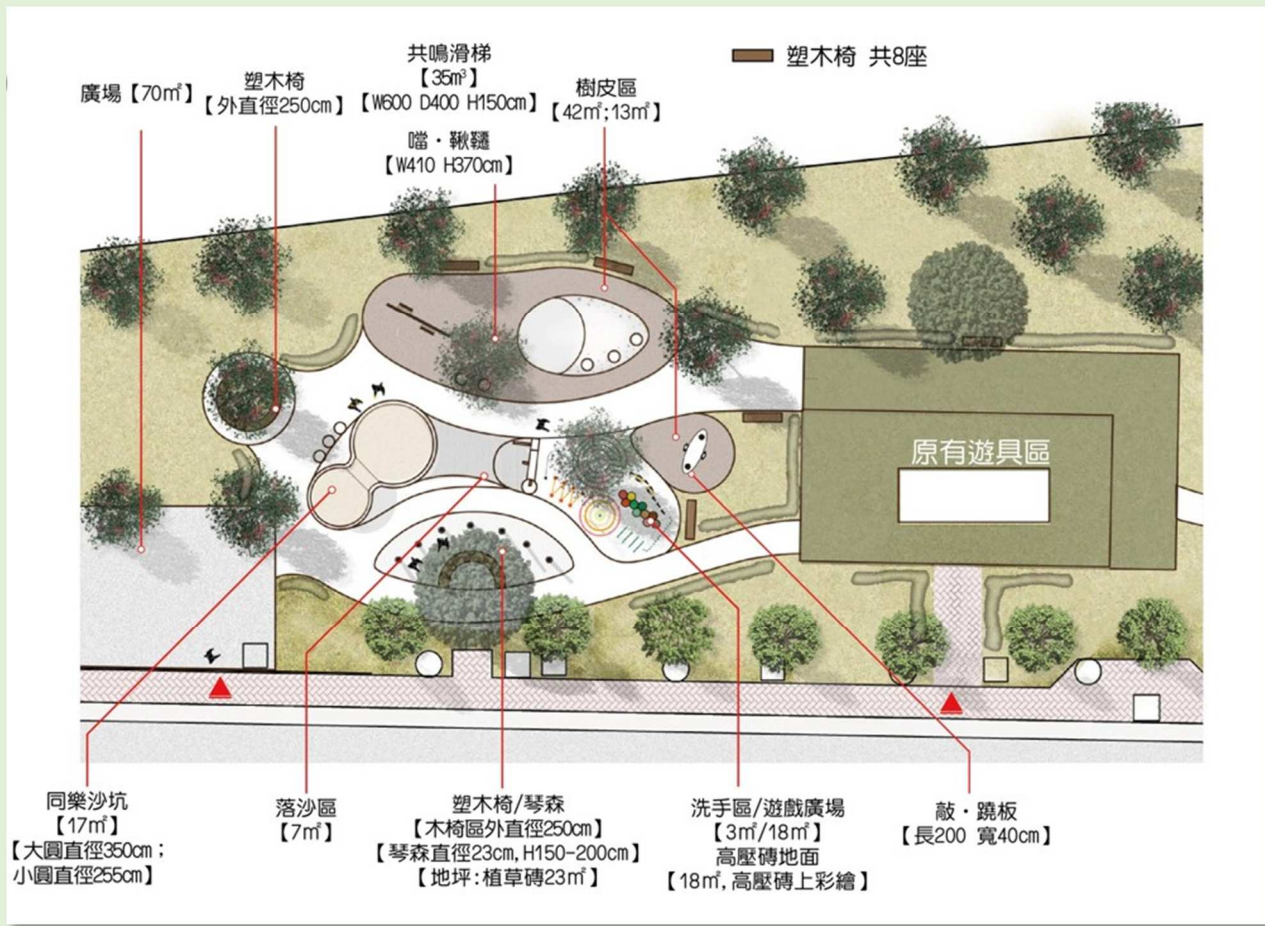 共鳴滑梯
【35㎥】
【W600 D400 H150cm】
塑木椅 共8座
廣場【70㎡】
塑木椅
【外直徑250cm】
樹皮區
【42㎡;13㎡】
噹・鞦韆
【W410 H370cm】
原有遊具區
同樂沙坑
【17㎡】
【大圓直徑350cm；
小圓直徑255cm】
落沙區
【7㎡】
塑木椅/琴森
【木椅區外直徑250cm】
【琴森直徑23cm, H150-200cm】
【地坪:植草磚23㎡】
洗手區/遊戲廣場
【3㎡/18㎡】
高壓磚地面
【18㎡, 高壓磚上彩繪】
敲・蹺板
【長200 寬40cm】